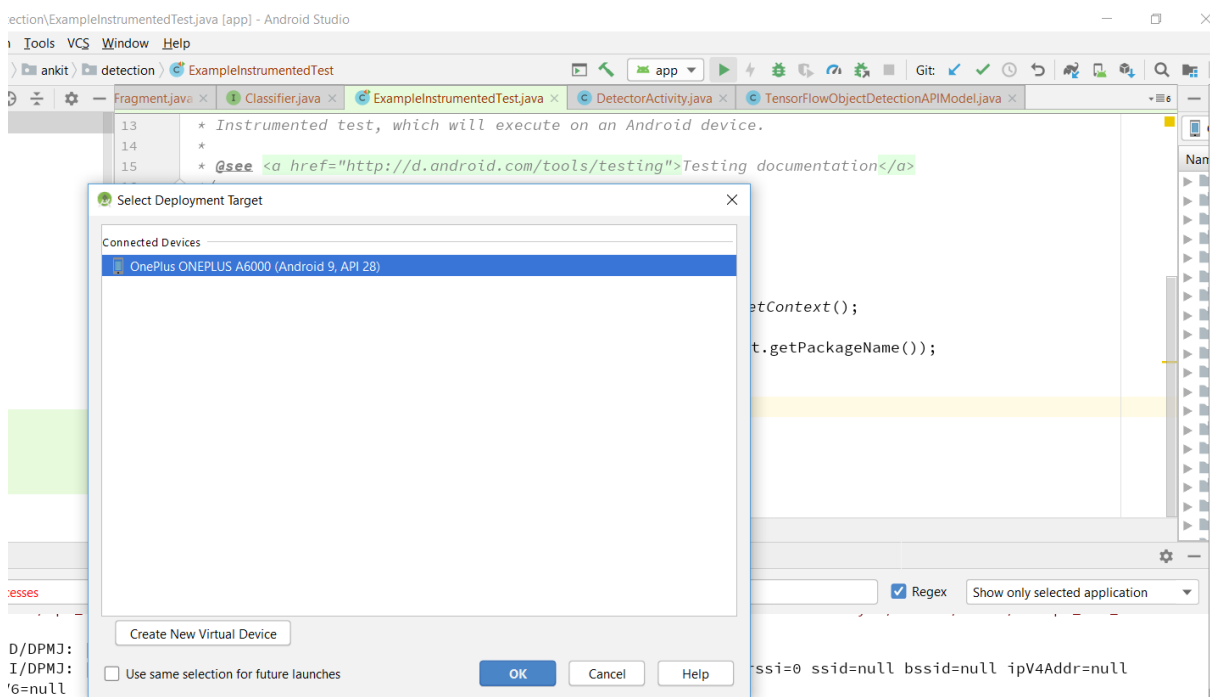 ection\ExampleInstrumentedTest.java [app] - Android Studio
Tools VCS Window Help
ankit detection ExampleInstrumentedTest
app
Git:
Fragment.java Classifier.java ExampleInstrumentedTest.java DetectorActivity.java TensorFlowObjectDetectionAPIModel.java
6
13 * Instrumented test, which will execute on an Android device.
14 *
15 * @see <a href="http://d.android.com/tools/testing">Testing documentation</a>
Nam
Select Deployment Target
Connected Devices
OnePlus ONEPLUS A6000 (Android 9, API 28)
etContext();
t.getPackageName());
esses
Regex
Show only selected application
Create New Virtual Device
D/DPMJ:
I/DPMJ:
rssi=0 ssid=null bssid=null ipV4Addr=null
Use same selection for future launches
OK
Cancel
Help
'6=null